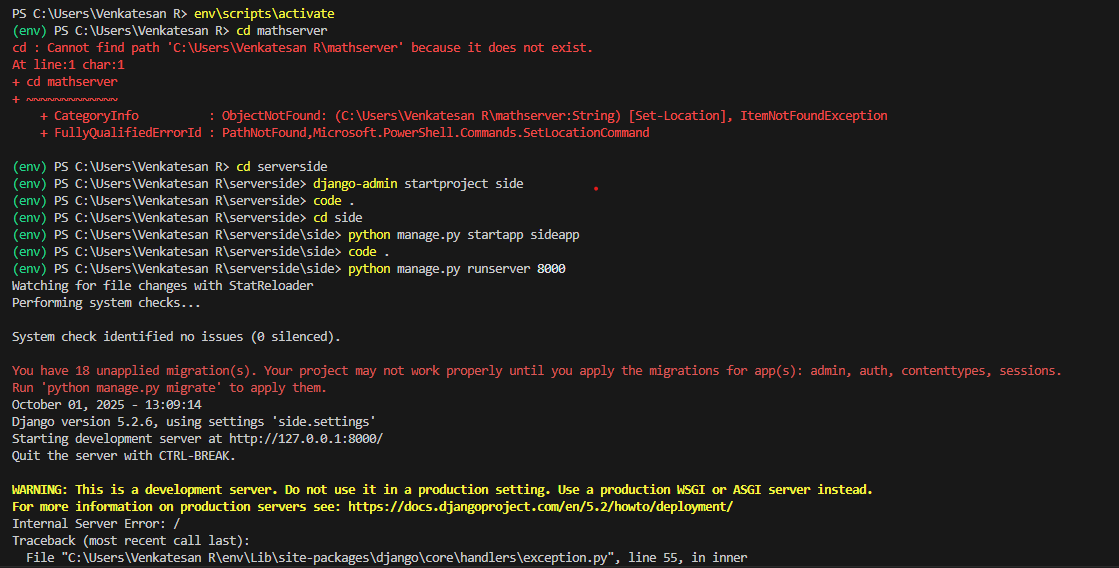 PS C:\Users\Venkatesan R> env\scripts\activate
(env) PS C:\Users\Venkatesan R> cd mathserver
cd : Cannot find path 'C:\Users\Venkatesan R\mathserver' because it does not exist.
At line:1 char:1
+ cd mathserver
+ ~~~~~~~~~~~~~
    + CategoryInfo          : ObjectNotFound: (C:\Users\Venkatesan R\mathserver:String) [Set-Location], ItemNotFoundException
    + FullyQualifiedErrorId : PathNotFound,Microsoft.PowerShell.Commands.SetLocationCommand
(env) PS C:\Users\Venkatesan R> cd serverside
(env) PS C:\Users\Venkatesan R\serverside> django-admin startproject side
(env) PS C:\Users\Venkatesan R\serverside> code .
(env) PS C:\Users\Venkatesan R\serverside> cd side
(env) PS C:\Users\Venkatesan R\serverside\side> python manage.py startapp sideapp
(env) PS C:\Users\Venkatesan R\serverside\side> code .
(env) PS C:\Users\Venkatesan R\serverside\side> python manage.py runserver 8000
Watching for file changes with StatReloader
Performing system checks...
System check identified no issues (0 silenced).
You have 18 unapplied migration(s). Your project may not work properly until you apply the migrations for app(s): admin, auth, contenttypes, sessions.
Run 'python manage.py migrate' to apply them.
October 01, 2025 - 13:09:14
Django version 5.2.6, using settings 'side.settings'
Starting development server at http://127.0.0.1:8000/
Quit the server with CTRL-BREAK.
WARNING: This is a development server. Do not use it in a production setting. Use a production WSGI or ASGI server instead.
For more information on production servers see: https://docs.djangoproject.com/en/5.2/howto/deployment/
Internal Server Error: /
Traceback (most recent call last):
  File "C:\Users\Venkatesan R\env\Lib\site-packages\django\core\handlers\exception.py", line 55, in inner